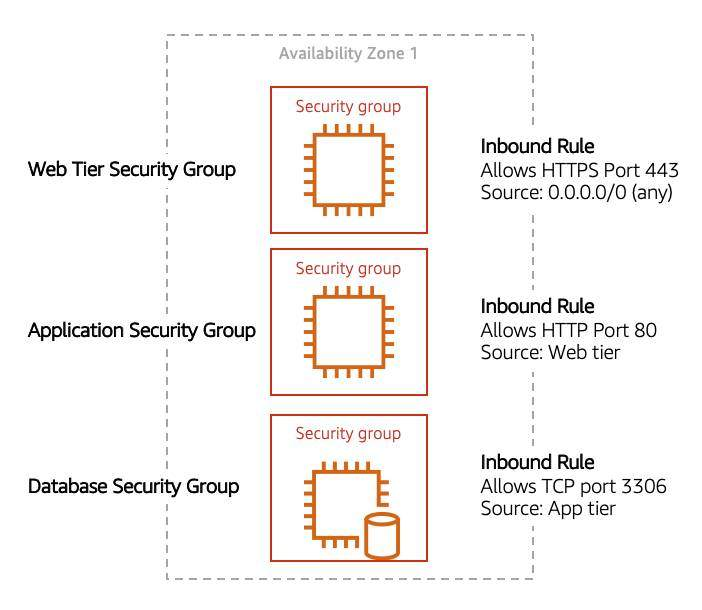 Availability Zone 1
Security group
Web Tier Security Group
Inbound Rule
Allows HTTPS Port 443
Source: 0.0.0.0/0 (any)
Security group
Application Security Group
Inbound Rule
Allows HTTP Port 80
Source: Web tier
Security group
Database Security Group
Inbound Rule
Allows TCP port 3306
Source: App tier